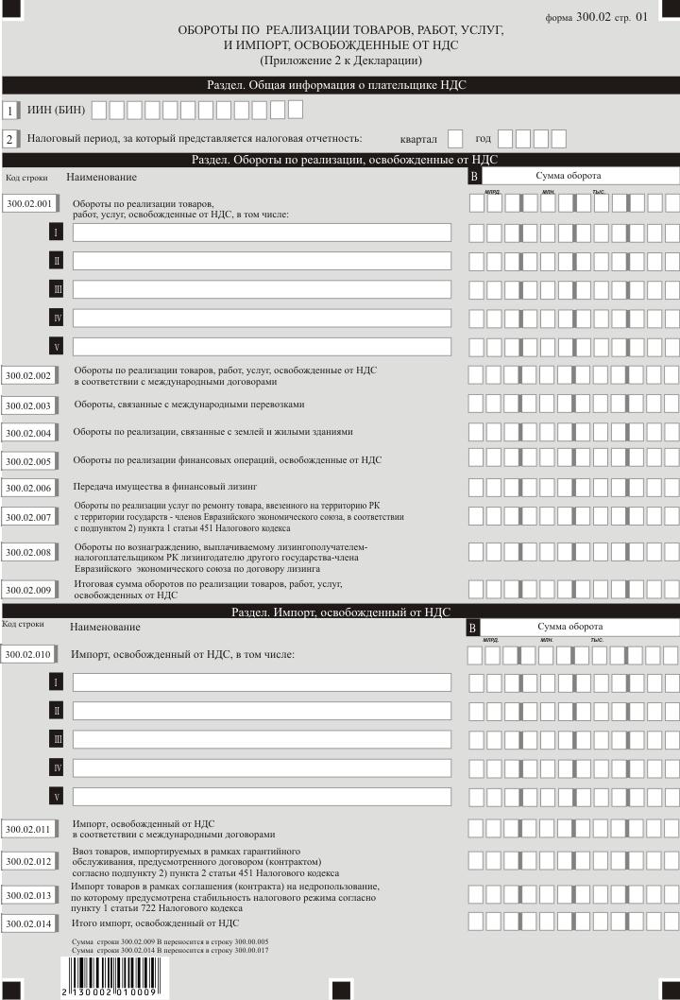 форма 300.02 стр. 01
ОБОРОТЫ ПО РЕАЛИЗАЦИИ ТОВАРОВ, РАБОТ, УСЛУГ,
И ИМПОРТ, ОСВОБОЖДЕННЫЕ ОТ НДС
(Приложение 2 к Декларации)
Раздел. Общая информация о плательщике НДС
1 ИИН (БИН)
2 Налоговый период, за который представляется налоговая отчетность: квартал год
Раздел. Обороты по реализации, освобожденные от НДС
Код строки Наименование В Сумма оборота
МЛРД. МЛН. ТЫС.
300.02.001 Обороты по реализации товаров,
работ, услуг, освобожденные от НДС, в том числе:
I
II
III
IV
V
300.02.002 Обороты по реализации товаров, работ, услуг, освобожденные от НДС
в соответствии с международными договорами
300.02.003 Обороты, связанные с международными перевозками
300.02.004 Обороты по реализации, связанные с землей и жилыми зданиями
300.02.005 Обороты по реализации финансовых операций, освобожденные от НДС
300.02.006 Передача имущества в финансовый лизинг
300.02.007 Обороты по реализации услуг по ремонту товара, ввезенного на территорию РК
с территории государств - членов Евразийского экономического союза, в соответствии
с подпунктом 2) пункта 1 статьи 451 Налогового кодекса
300.02.008 Обороты по вознаграждению, выплачиваемому лизингополучателем-
налогоплательщиком РК лизингодателю другого государства-члена
Евразийского экономического союза по договору лизинга
300.02.009 Итоговая сумма оборотов по реализации товаров, работ, услуг,
освобожденных от НДС
Раздел. Импорт, освобожденный от НДС
Код строки Наименование В Сумма оборота
МЛРД. МЛН. ТЫС.
300.02.010 Импорт, освобожденный от НДС, в том числе:
I
II
III
IV
V
300.02.011 Импорт, освобожденный от НДС
в соответствии с международными договорами
300.02.012 Ввоз товаров, импортируемых в рамках гарантийного
обслуживания, предусмотренного договором (контрактом)
согласно подпункту 2) пункта 2 статьи 451 Налогового кодекса
300.02.013 Импорт товаров в рамках соглашения (контракта) на недропользование,
по которому предусмотрена стабильность налогового режима согласно
пункту 1 статьи 722 Налогового кодекса
300.02.014 Итого импорт, освобожденный от НДС
Сумма строки 300.02.009 В переносится в строку 300.00.005
Сумма строки 300.02.014 В переносится в строку 300.00.017
2 130002 010009